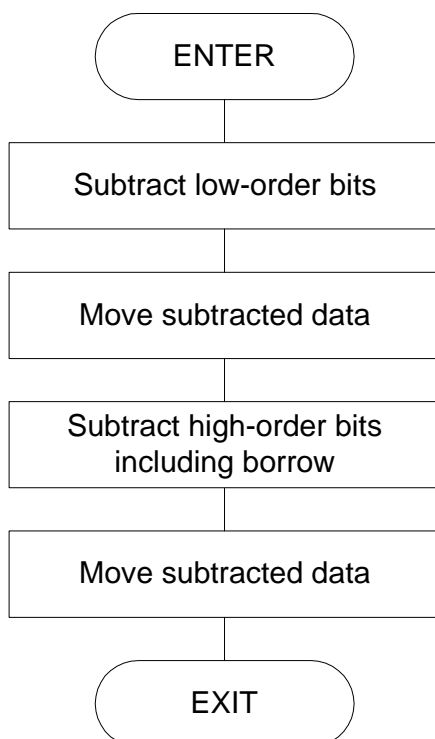 ENTER
Subtract low-order bits
Move subtracted data
Subtract high-order bits
including borrow
Move subtracted data
EXIT